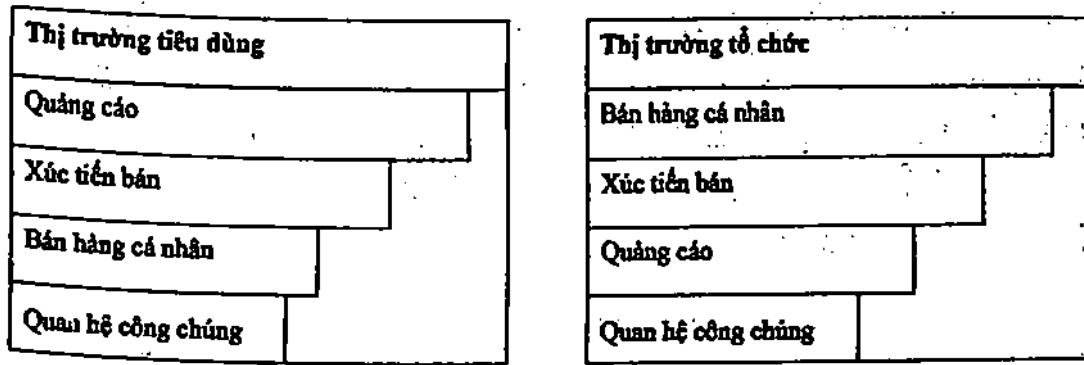 Thị trường tiêu dùng
Quảng cáo
Xúc tiến bán
Bán hàng cá nhân
Quan hệ công chúng
Thị trường tổ chức
Bán hàng cá nhân
Xúc tiến bán
Quảng cáo
Quan hệ công chúng